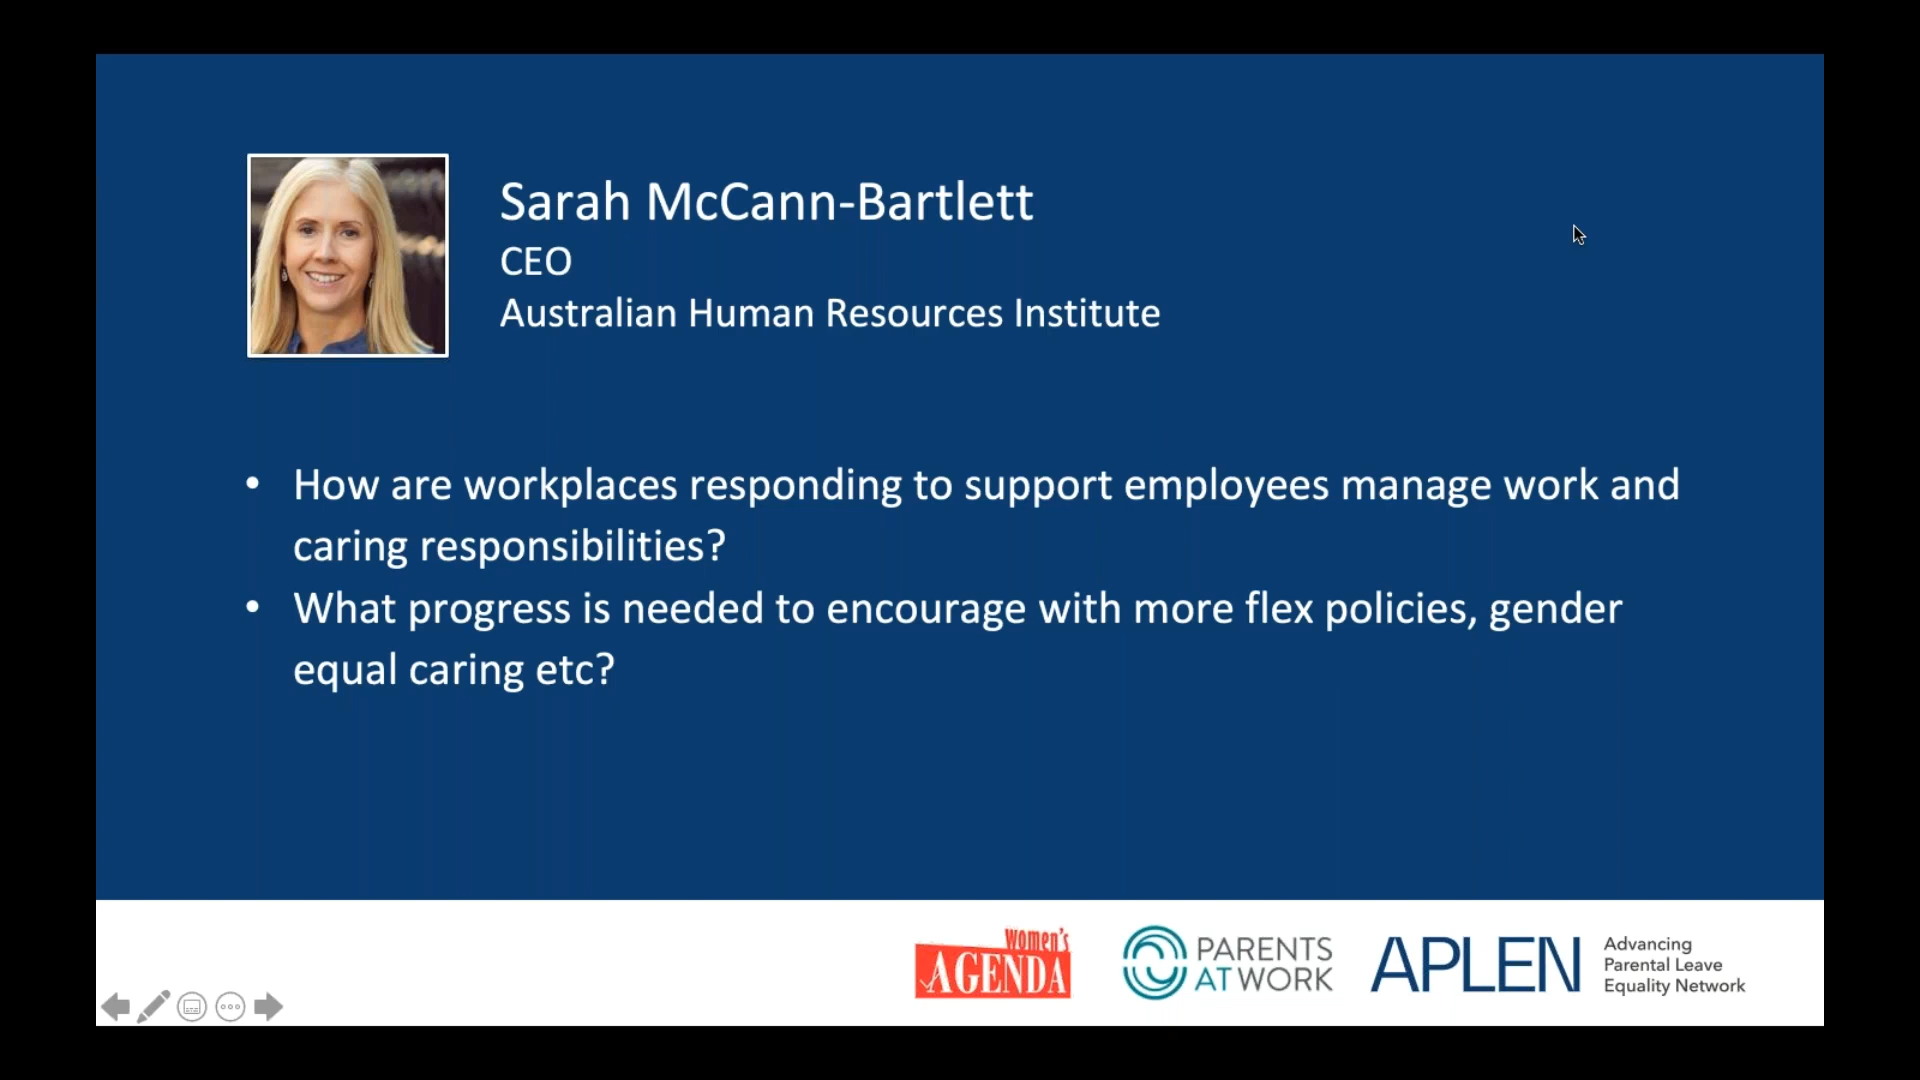 Sarah McCann-Bartlett
CEO
Australian Human Resources Institute
• How are workplaces responding to support employees manage work and
caring responsibilities?
• What progress is needed to encourage with more flex policies, gender
equal caring etc?
women's
AGENDA
PARENTS
AT WORK
APLEN
Advancing
Parental Leave
Equality Network